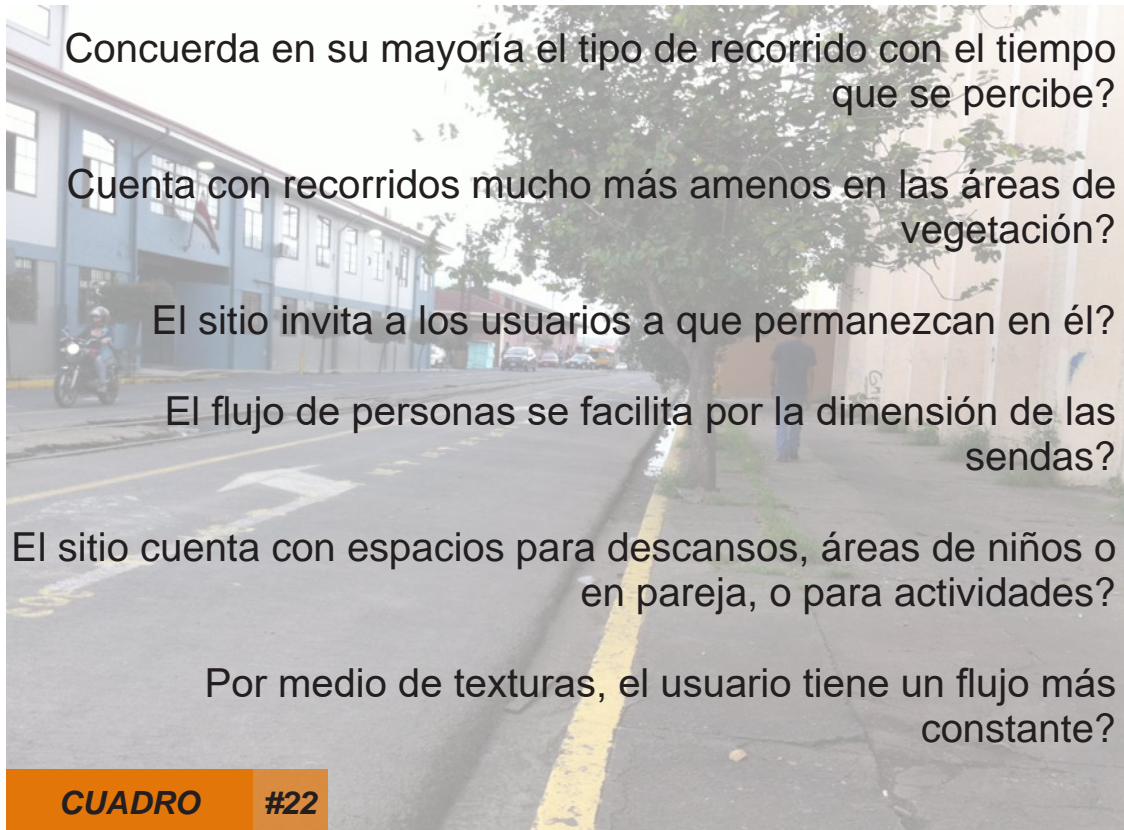 Concuerda en su mayoría el tipo de recorrido con el tiempo
que se percibe?
Cuenta con recorridos mucho más amenos en las áreas de
vegetación?
El sitio invita a los usuarios a que permanezcan en él?
El flujo de personas se facilita por la dimensión de las
sendas?
El sitio cuenta con espacios para descansos, áreas de niños o
en pareja, o para actividades?
Por medio de texturas, el usuario tiene un flujo más
constante?
CUADRO #22